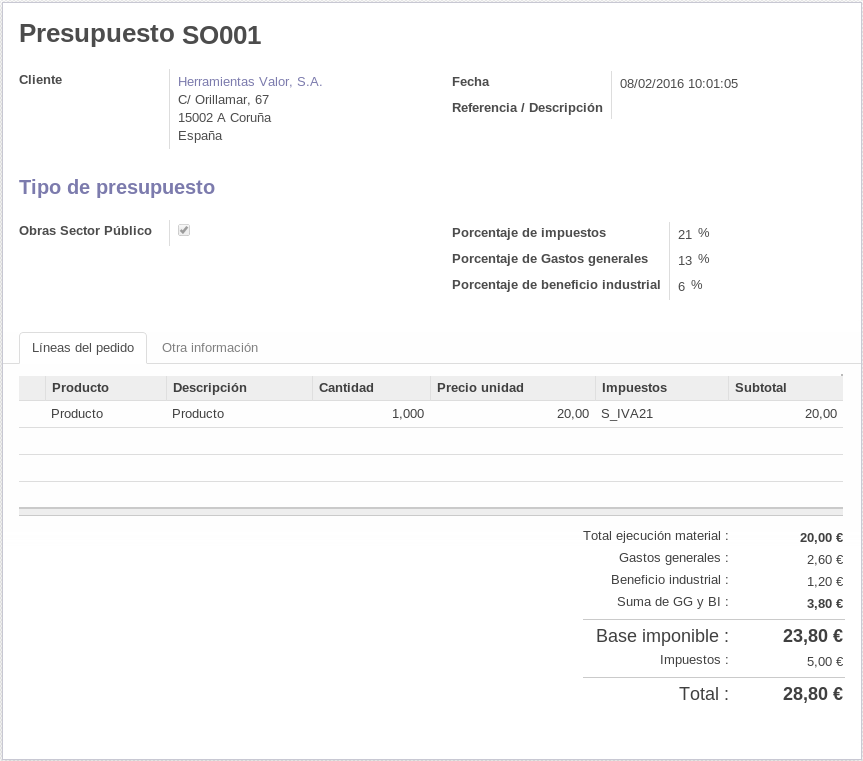 Presupuesto SO001
Cliente
Herramientas Valor, S.A.
C/ Orillamar, 67
15002 A Coruña
España
Fecha 08/02/2016 10:01:05
Referencia / Descripción
Tipo de presupuesto
Obras Sector Público
Porcentaje de impuestos 21 %
Porcentaje de Gastos generales 13 %
Porcentaje de beneficio industrial 6 %
Líneas del pedido Otra información
Producto Descripción Cantidad Precio unidad Impuestos Subtotal
Producto Producto 1,000 20,00 S_IVA21 20,00
Total ejecución material : 20,00 €
Gastos generales : 2,60 €
Beneficio industrial : 1,20 €
Suma de GG y BI : 3,80 €
Base imponible : 23,80 €
Impuestos : 5,00 €
Total : 28,80 €